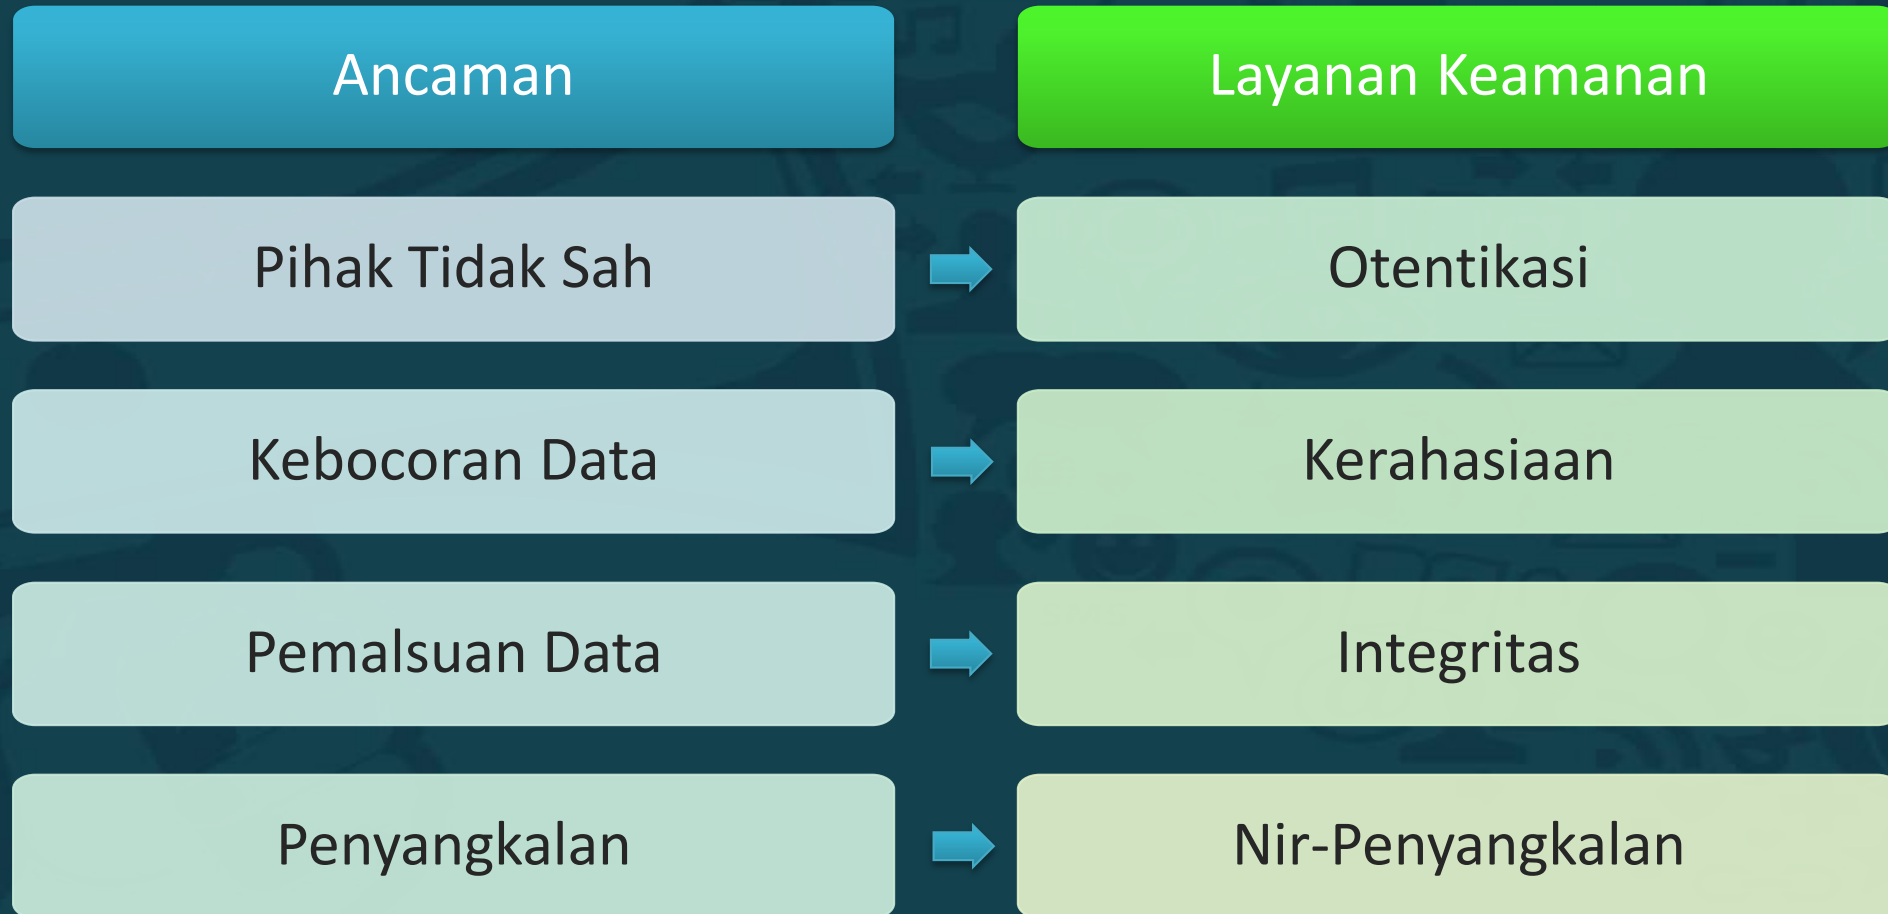 Ancaman
Layanan Keamanan
Pihak Tidak Sah
Otentikasi
Kebocoran Data
Kerahasiaan
Pemalsuan Data
Integritas
Penyangkalan
Nir-Penyangkalan